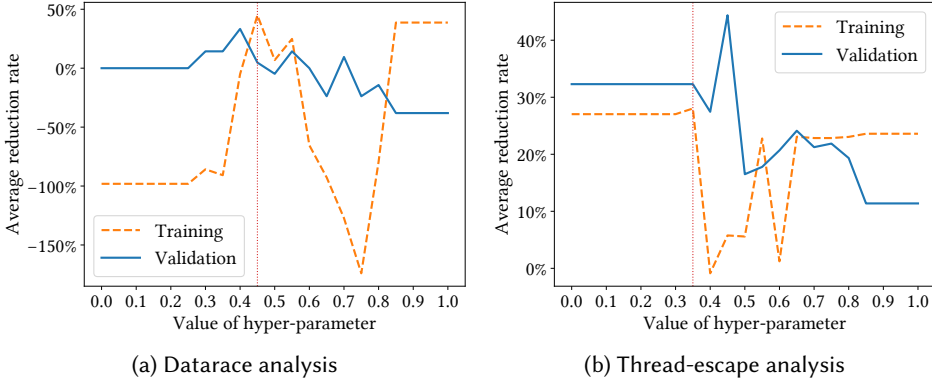 50%
0%
−50%
−100%
−150%
Average reduction rate
Training
Validation
0.0 0.1 0.2 0.3 0.4 0.5 0.6 0.7 0.8 0.9 1.0
Value of hyper-parameter
(a) Datarace analysis
40%
30%
20%
10%
0%
Average reduction rate
Training
Validation
0.0 0.1 0.2 0.3 0.4 0.5 0.6 0.7 0.8 0.9 1.0
Value of hyper-parameter
(b) Thread-escape analysis